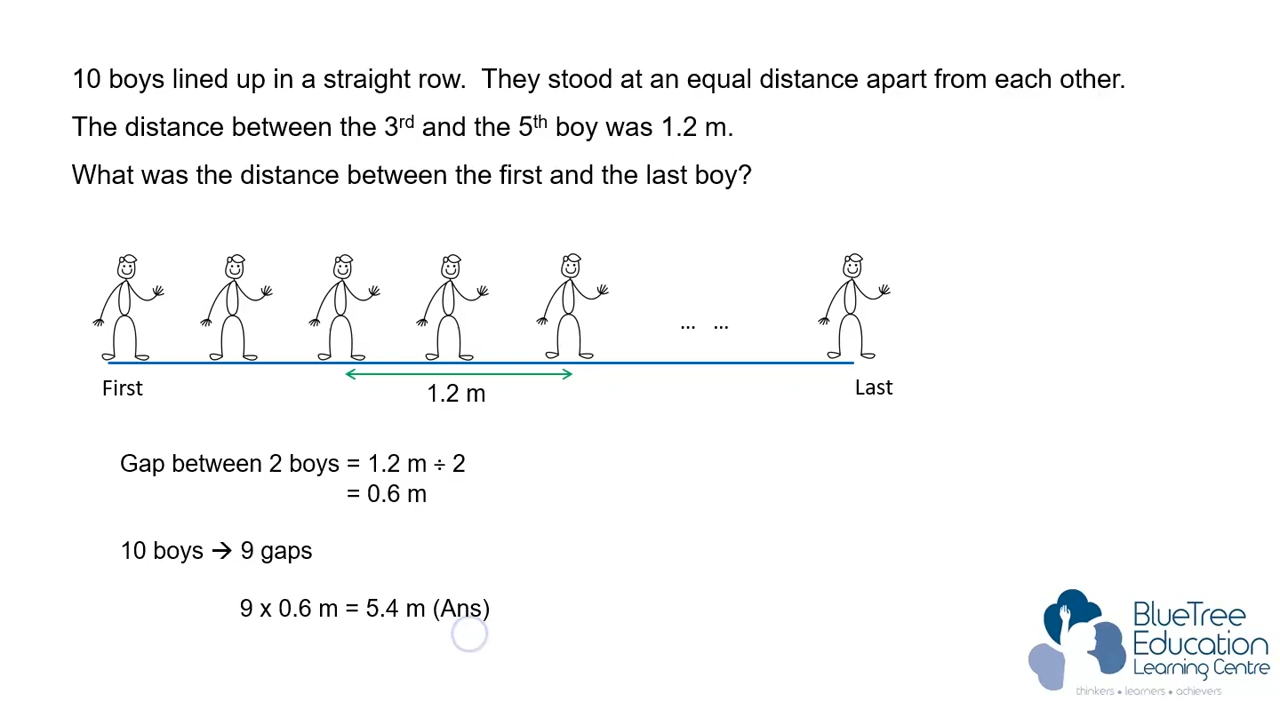 10 boys lined up in a straight row.  They stood at an equal distance apart from each other.
The distance between the 3rd and the 5th boy was 1.2 m.
What was the distance between the first and the last boy?
... ...
First
1.2 m
Last
Gap between 2 boys = 1.2 m ÷ 2
= 0.6 m
10 boys → 9 gaps
9 x 0.6 m = 5.4 m (Ans)
BlueTree
Education
Learning Centre
thinkers • learners • achievers